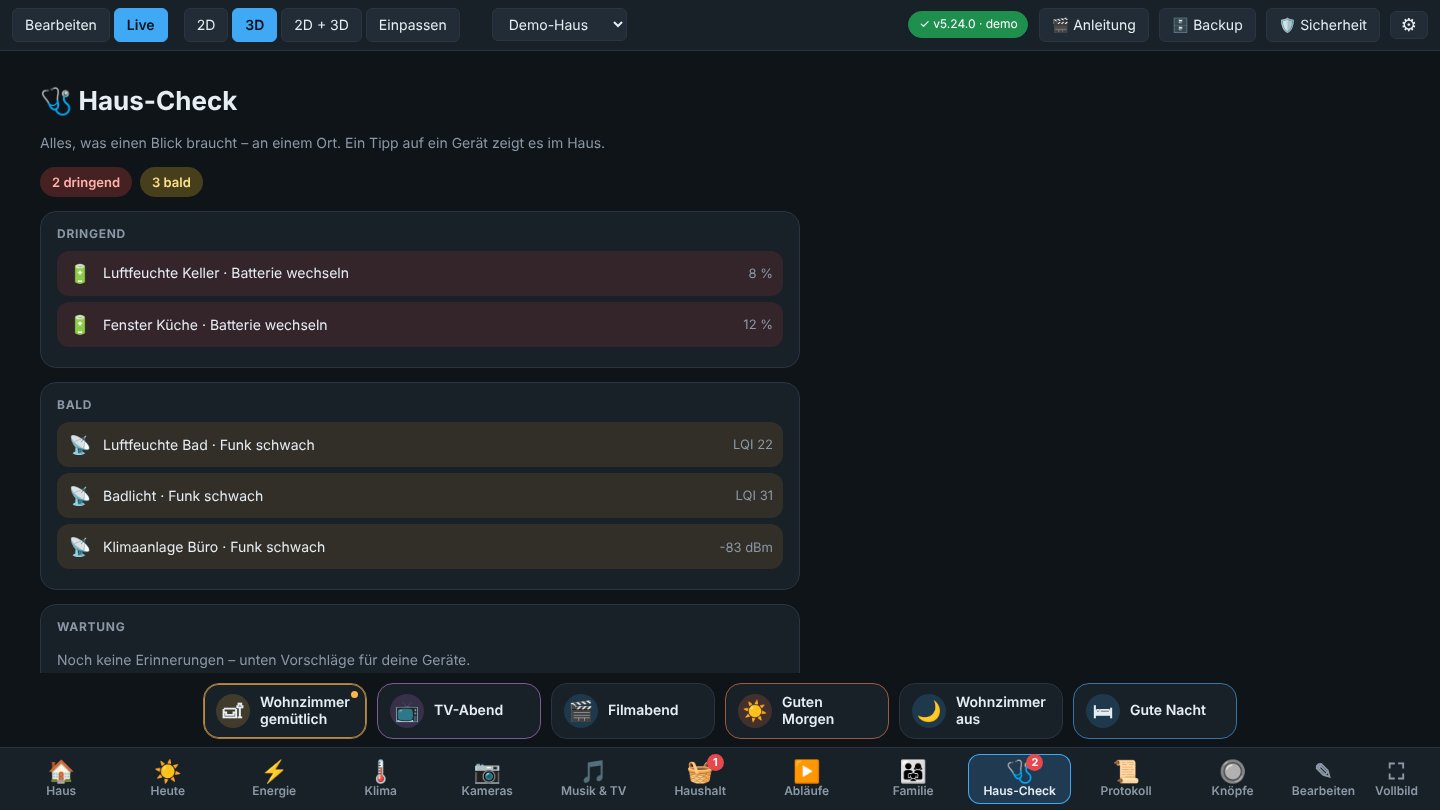 Bearbeiten Live 2D 3D 2D + 3D Einpassen Demo-Haus ✓ v5.24.0 · demo Anleitung Backup Sicherheit
Haus-Check
Alles, was einen Blick braucht – an einem Ort. Ein Tipp auf ein Gerät zeigt es im Haus.
2 dringend 3 bald
DRINGEND
Luftfeuchte Keller · Batterie wechseln 8 %
Fenster Küche · Batterie wechseln 12 %
BALD
Luftfeuchte Bad · Funk schwach LQI 22
Badlicht · Funk schwach LQI 31
Klimaanlage Büro · Funk schwach -83 dBm
WARTUNG
Noch keine Erinnerungen – unten Vorschläge für deine Geräte.
Wohnzimmer
gemütlich
TV-Abend
Filmabend
Guten
Morgen
Wohnzimmer
aus
Gute Nacht
1 2
Haus Heute Energie Klima Kameras Musik & TV Haushalt Abläufe Familie Haus-Check Protokoll Knöpfe Bearbeiten Vollbild